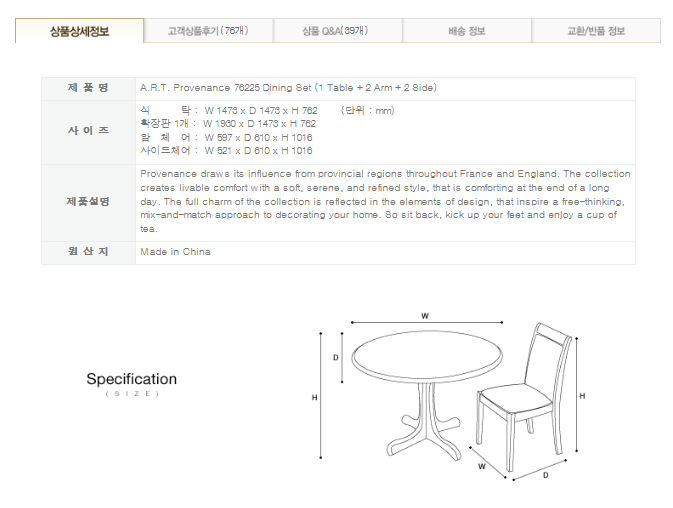 상품상세정보 고객상품후기(76개) 상품 Q&A(39개) 배송 정보 교환/반품 정보
제 품 명 A.R.T. Provenance 76225 Dining Set (1 Table + 2 Arm + 2 Side)
사 이 즈 식 탁 : W 1473 x D 1473 x H 762 (단위 : mm)
확장판 1개 : W 1930 x D 1473 x H 762
암 체 어 : W 597 x D 610 x H 1016
사이드체어 : W 521 x D 610 x H 1016
제품설명 Provenance draws its influence from provincial regions throughout France and England. The collection
creates livable comfort with a soft, serene, and refined style, that is comforting at the end of a long
day. The full charm of the collection is reflected in the elements of design, that inspire a free-thinking,
mix-and-match approach to decorating your home. So sit back, kick up your feet and enjoy a cup of
tea.
원 산 지 Made in China
W
D
H
Specification
( S I Z E )
H
W
D